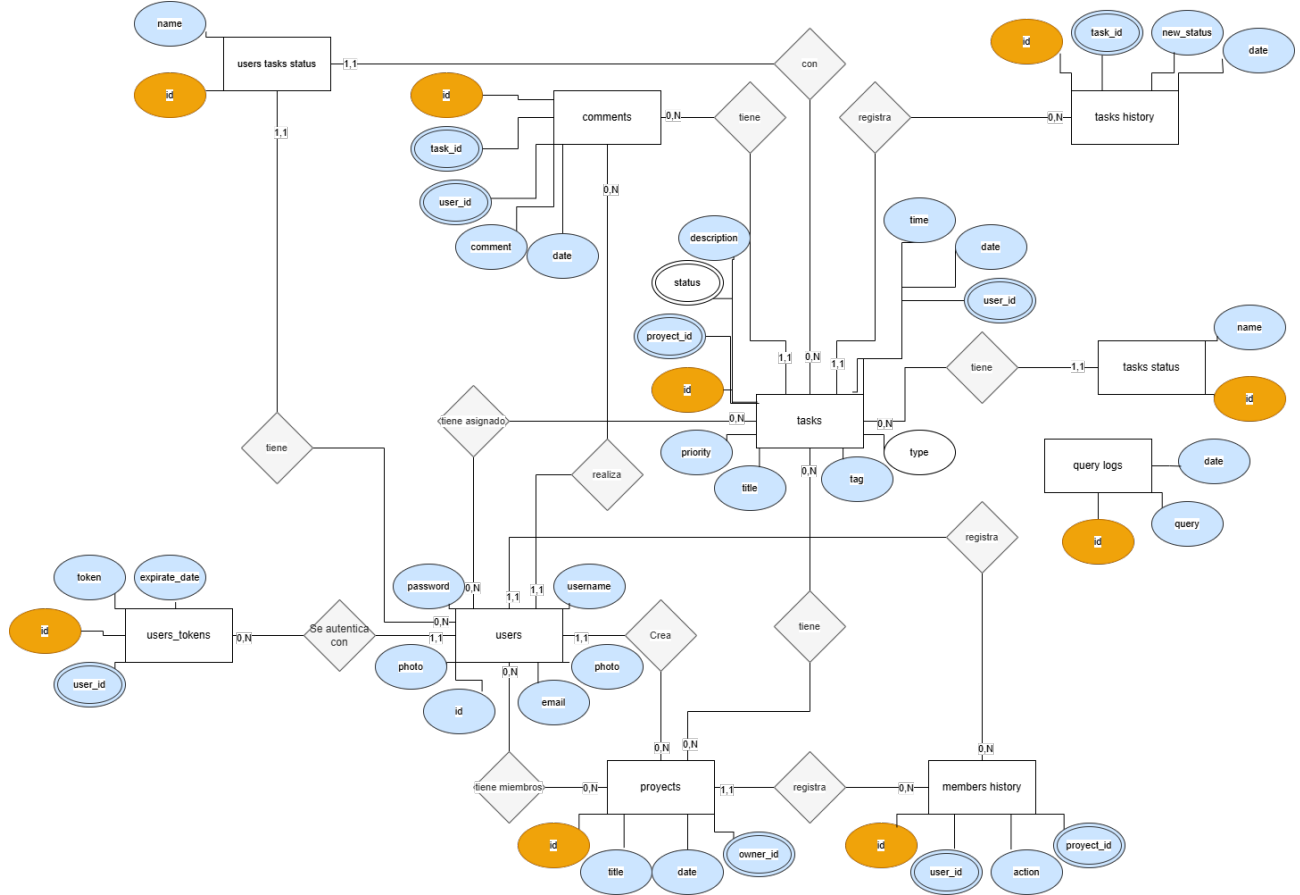 name
users tasks status
id
1,1
con
id
task_id
new_status
date
tasks history
id
comments
0,N
tiene
registra
0,N
1,1
task_id
user_id
0,N
comment
date
description
time
date
status
user_id
proyect_id
name
1,1
0,N
1,1
tiene
1,1
tasks status
id
id
tasks
0,N
0,N
tiene asignado
tiene
priority
type
0,N
title
tag
realiza
query logs
date
id
query
registra
token
expirate_date
password
0,N
1,1
1,1
username
id
users_tokens
0,N
Se autentica
con
0,N
1,1
users
1,1
Crea
tiene
user_id
photo
0,N
photo
id
email
0,N
0,N
0,N
tiene miembros
0,N
proyects
1,1
registra
0,N
members history
id
title
date
owner_id
id
user_id
action
proyect_id